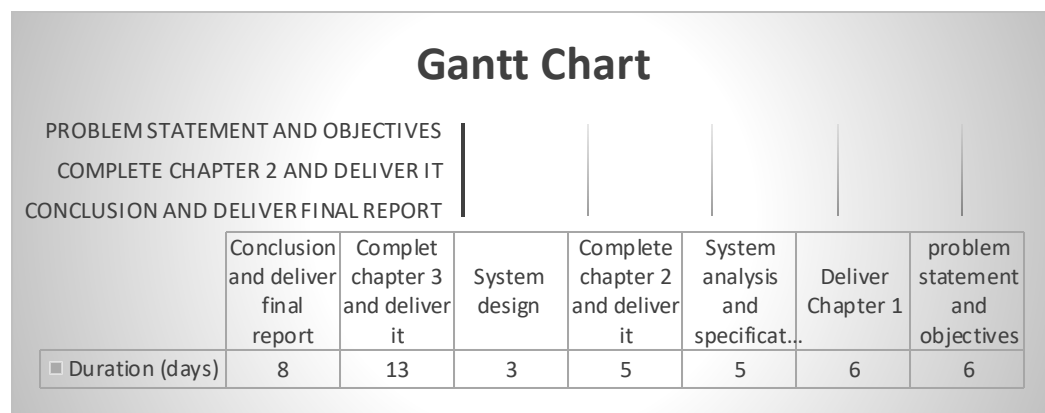 Gantt Chart
PROBLEM STATEMENT AND OBJECTIVES
COMPLETE CHAPTER 2 AND DELIVER IT
CONCLUSION AND DELIVER FINAL REPORT
Conclusion
and deliver
final
report
Complet
chapter 3
and deliver
it
System
design
Complete
chapter 2
and deliver
it
System
analysis
and
specificat...
Deliver
Chapter 1
problem
statement
and
objectives
Duration (days) 8 13 3 5 5 6 6